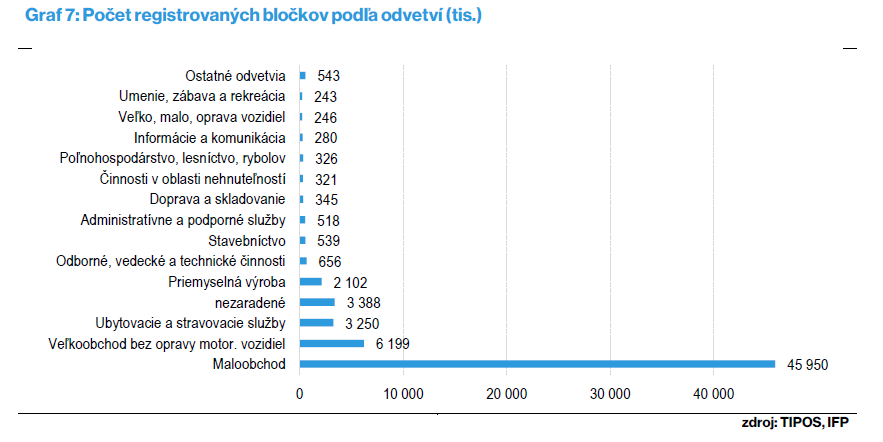 Graf 7: Počet registrovaných bločkov podľa odvetví (tis.)
Ostatné odvetvia 543
Umenie, zábava a rekreácia 243
Veľko, malo, oprava vozidiel 246
Informácie a komunikácia 280
Poľnohospodárstvo, lesníctvo, rybolov 326
Činnosti v oblasti nehnuteľností 321
Doprava a skladovanie 345
Administratívne a podporné služby 518
Stavebníctvo 539
Odborné, vedecké a technické činnosti 656
Priemyselná výroba 2 102
nezaradené 3 388
Ubytovacie a stravovacie služby 3 250
Veľkoobchod bez opravy motor. vozidiel 6 199
Maloobchod 45 950
0 10 000 20 000 30 000 40 000
zdroj: TIPOS, IFP